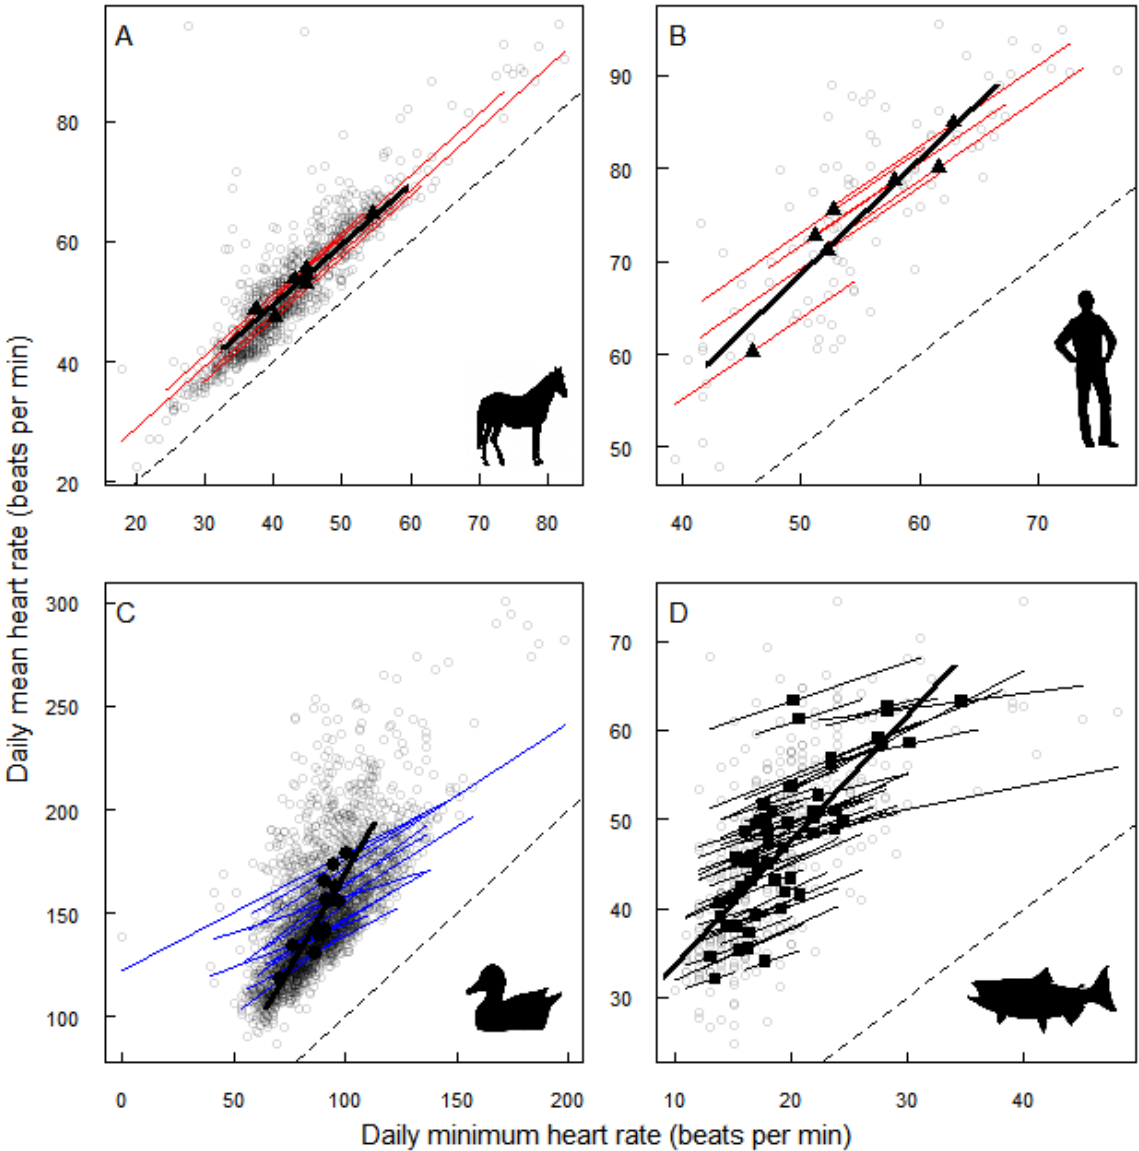 A
B
80
60
40
20
90
80
70
60
50
20 30 40 50 60 70 80
40 50 60 70
Daily mean heart rate (beats per min)
C
D
300
250
200
150
100
70
60
50
40
30
0 50 100 150 200
10 20 30 40
Daily minimum heart rate (beats per min)